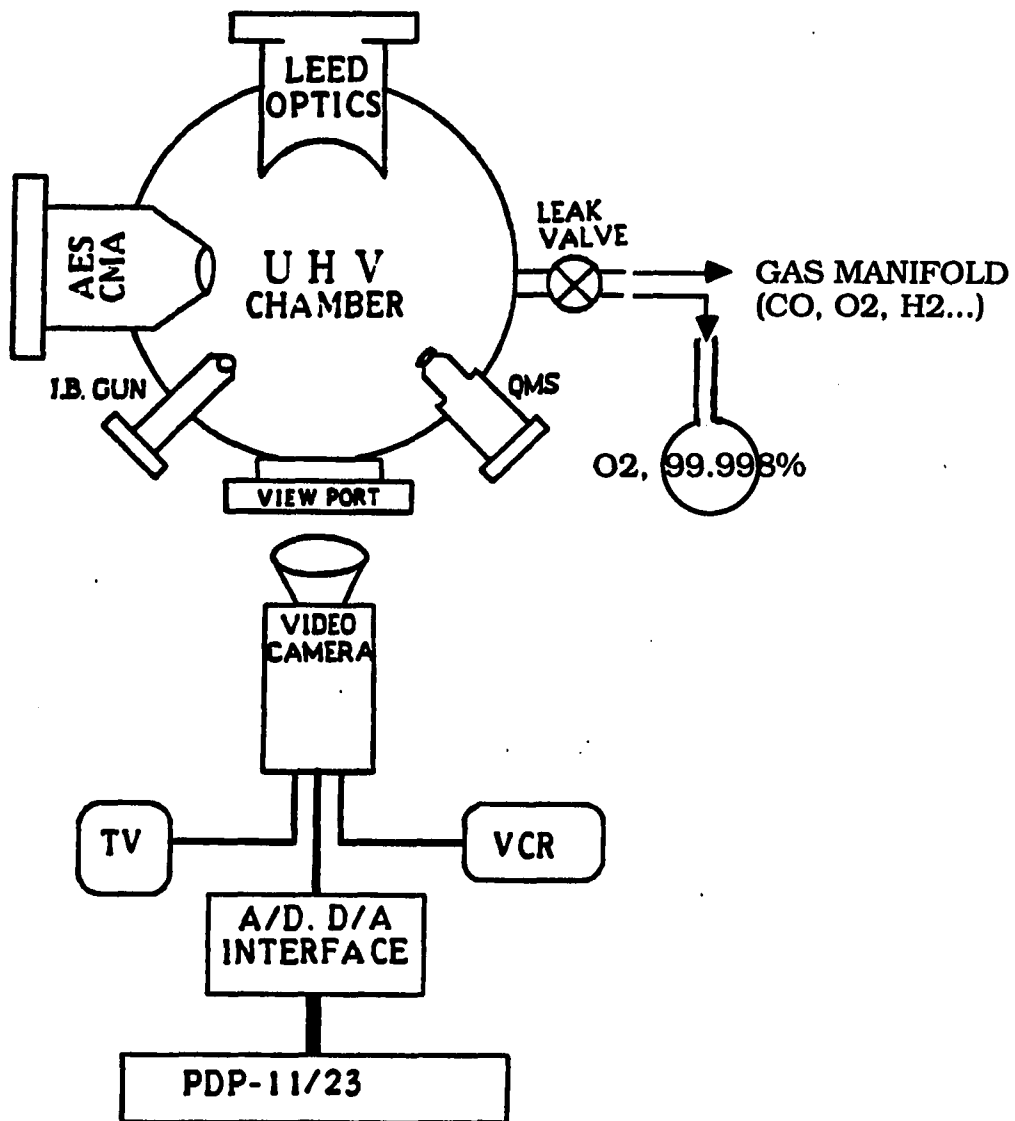 LEED
OPTICS
AES
CMA
U H V
CHAMBER
LEAK
VALVE
GAS MANIFOLD
(CO, O2, H2...)
I.B. GUN
QMS
O2, 99.998%
VIEW PORT
VIDEO
CAMERA
TV
VCR
A/D. D/A
INTERFACE
PDP-11/23